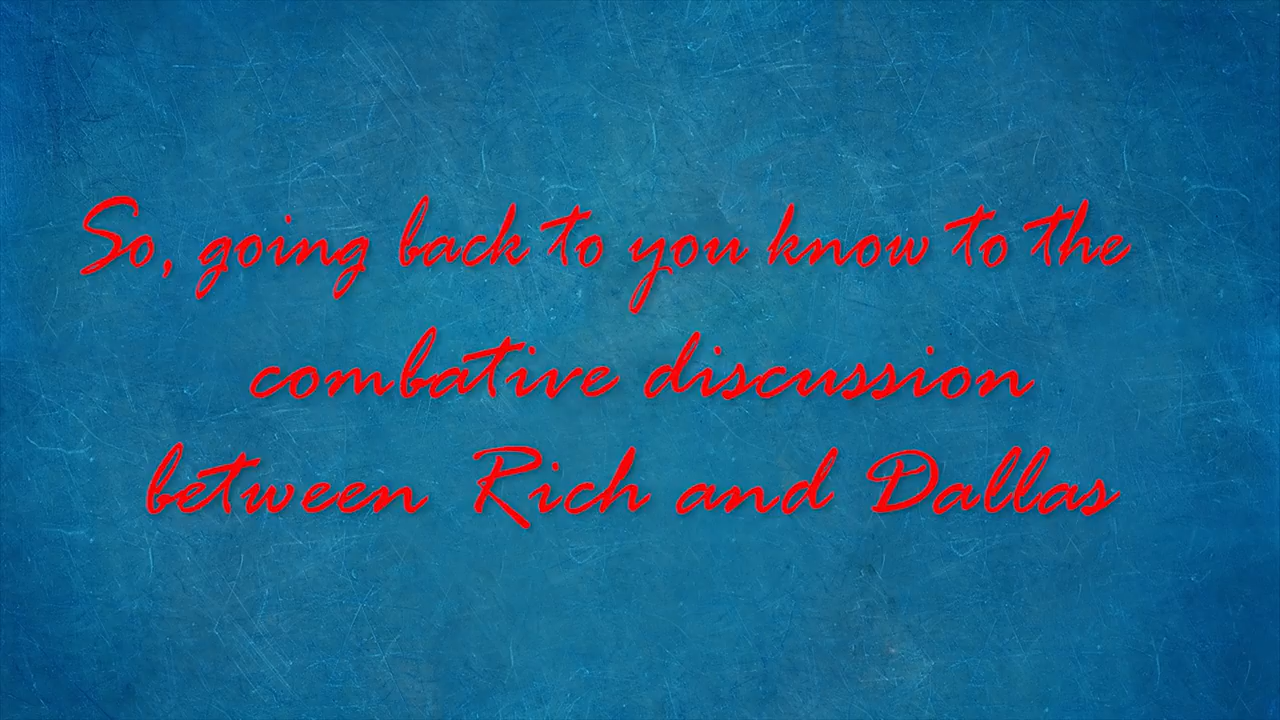 So, going back to you know to the
combative discussion
between Rich and Dallas